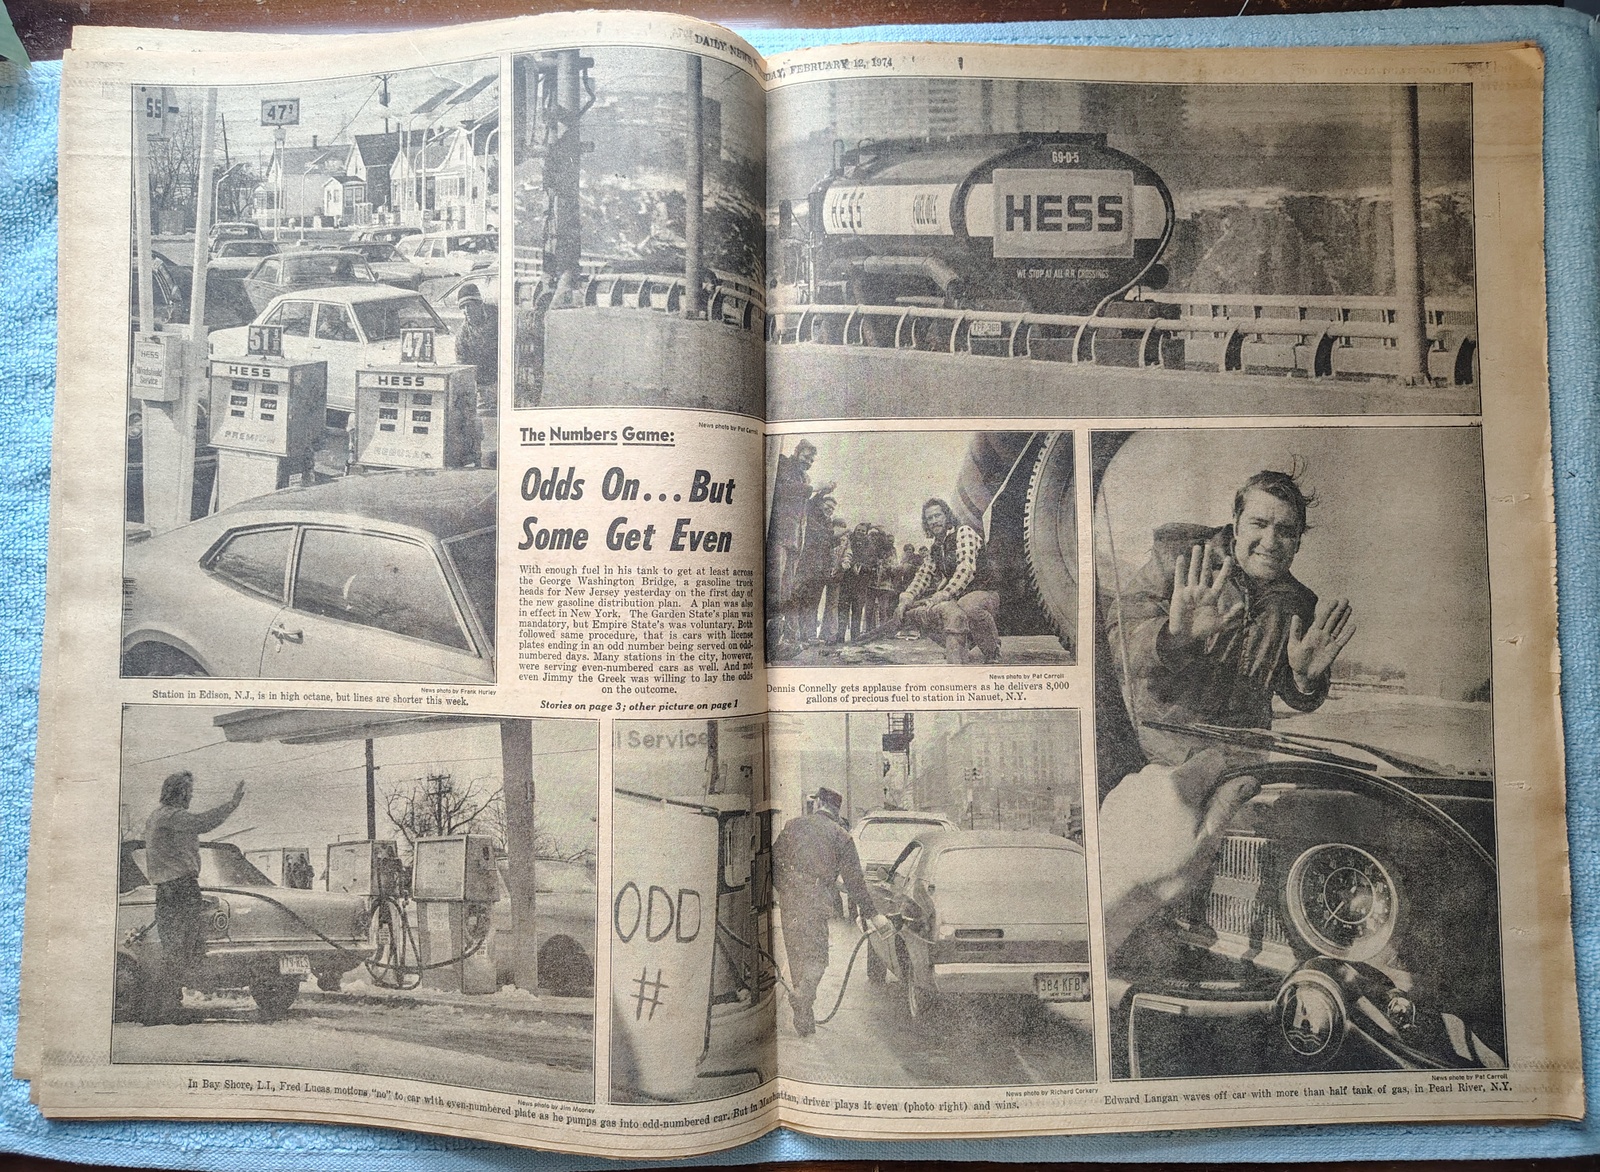 DAILY NEWS
DAY, FEBRUARY 12, 1974
SS
47⁹
51
47
HESS
Windshield
Service
HESS
PREMIUM
HESS
REGULAR
News photo by Frank Hurley
Station in Edison, N.J., is in high octane, but lines are shorter this week.
69-D-5
HESS
FUEL OILS
HESS
WE STOP AT ALL R.R. CROSSINGS
News photo by Pat Carroll
The Numbers Game:
Odds On...But
Some Get Even
With enough fuel in his tank to get at least across
the George Washington Bridge, a gasoline truck
heads for New Jersey yesterday on the first day of
the new gasoline distribution plan. A plan was also
in effect in New York. The Garden State's plan was
mandatory, but Empire State's was voluntary. Both
followed same procedure, that is cars with license
plates ending in an odd number being served on odd-
numbered days. Many stations in the city, however,
were serving even-numbered cars as well. And not
even Jimmy the Greek was willing to lay the odds
on the outcome.
Stories on page 3; other picture on page 1
News photo by Pat Carroll
Dennis Connelly gets applause from consumers as he delivers 8,000
gallons of precious fuel to station in Nanuet, N.Y.
l Service
ODD
#
384·KFB
NEW YORK
News photo by Jim Mooney
News photo by Richard Corkery
In Bay Shore, L.I., Fred Lucas motions "no" to car with even-numbered plate as he pumps gas into odd-numbered car. But in Manhattan, driver plays it even (photo right) and wins.
News photo by Pat Carroll
Edward Langan waves off car with more than half tank of gas, in Pearl River, N.Y.